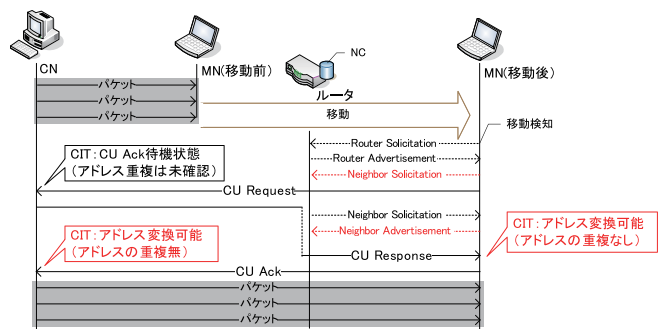 NC
CN
MN(移動前)
ルータ
MN(移動後)
パケット
パケット
パケット
移動
移動検知
Router Solicitation
Router Advertisement
Neighbor Solicitation
CIT：CU Ack待機状態
（アドレス重複は未確認）
CU Request
Neighbor Solicitation
Neighbor Advertisement
CIT：アドレス変換可能
（アドレスの重複なし）
CIT：アドレス変換可能
（アドレスの重複無）
CU Response
CU Ack
パケット
パケット
パケット